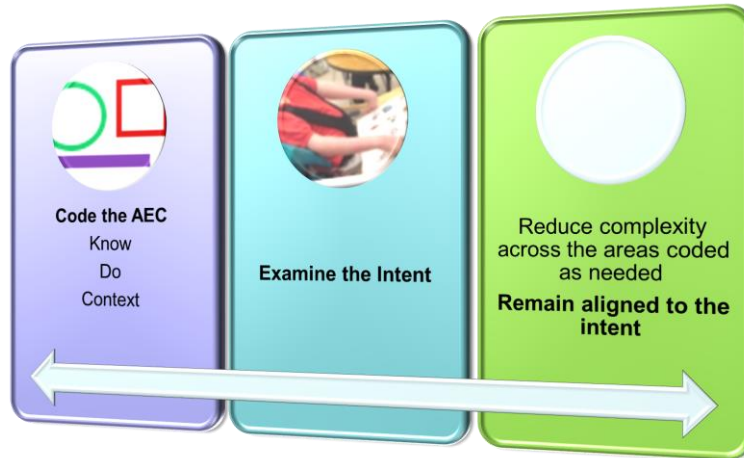 Code the AEC
Know
Do
Context
Examine the Intent
Reduce complexity
across the areas coded
as needed
Remain aligned to the
intent